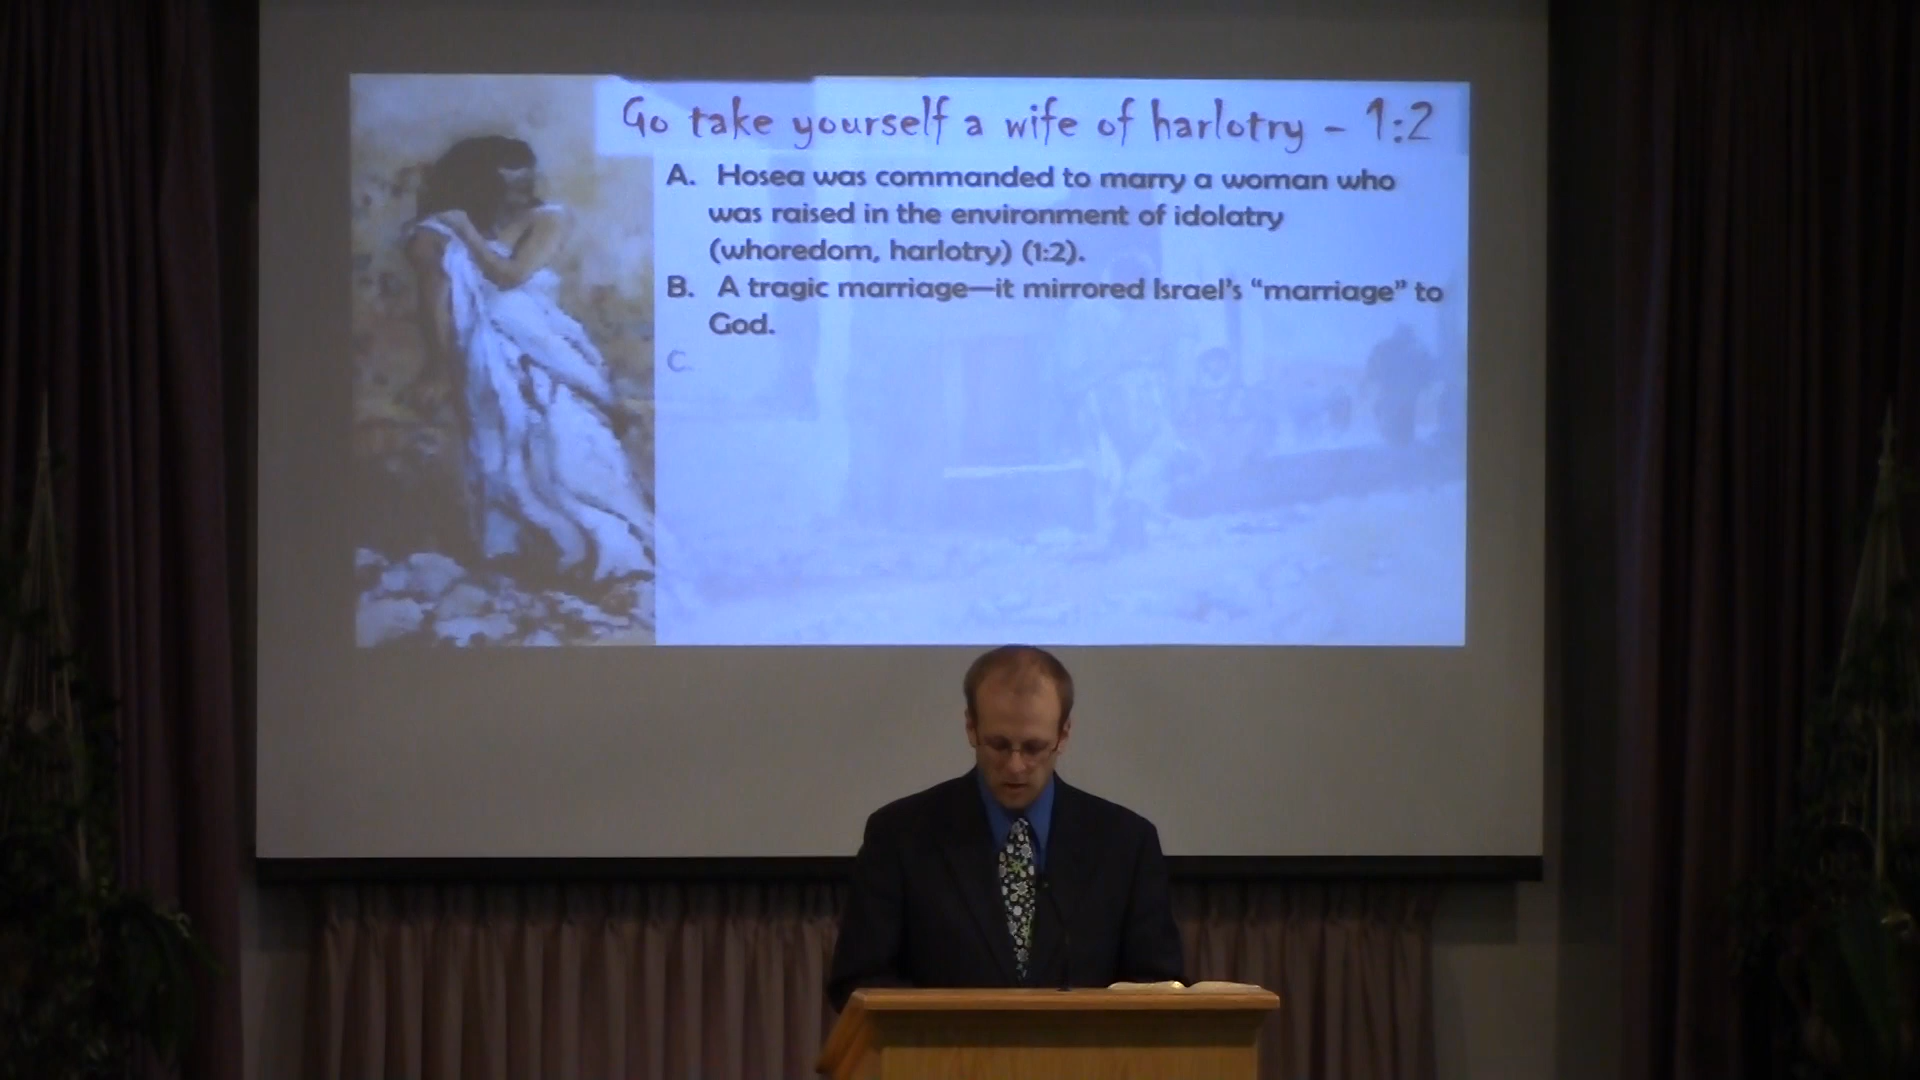 Go take yourself a wife of harlotry - 1:2
A. Hosea was commanded to marry a woman who
was raised in the environment of idolatry
(whoredom, harlotry) (1:2).
B. A tragic marriage—it mirrored Israel's “marriage” to
God.
C.